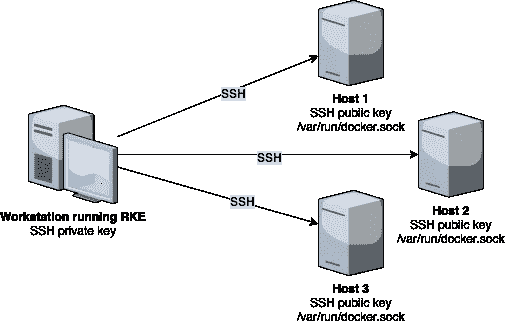 SSH
Host 1
SSH public key
/var/run/docker.sock
SSH
Workstation running RKE
SSH private key
Host 2
SSH public key
/var/run/docker.sock
SSH
Host 3
SSH public key
/var/run/docker.sock